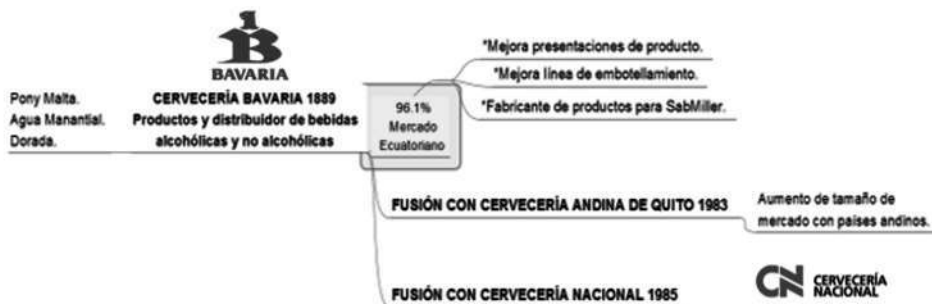 1
B
BAVARIA
Pony Malta.
Agua Manantial.
Dorada.
CERVECERÍA BAVARIA 1889
Productos y distribuidor de bebidas
alcohólicas y no alcohólicas
96.1%
Mercado
Ecuatoriano
*Mejora presentaciones de producto.
*Mejora línea de embotellamiento.
*Fabricante de productos para SabMiller.
FUSIÓN CON CERVECERÍA ANDINA DE QUITO 1983
Aumento de tamaño de
mercado con países andinos.
FUSIÓN CON CERVECERÍA NACIONAL 1985
CN CERVECERÍA
NACIONAL